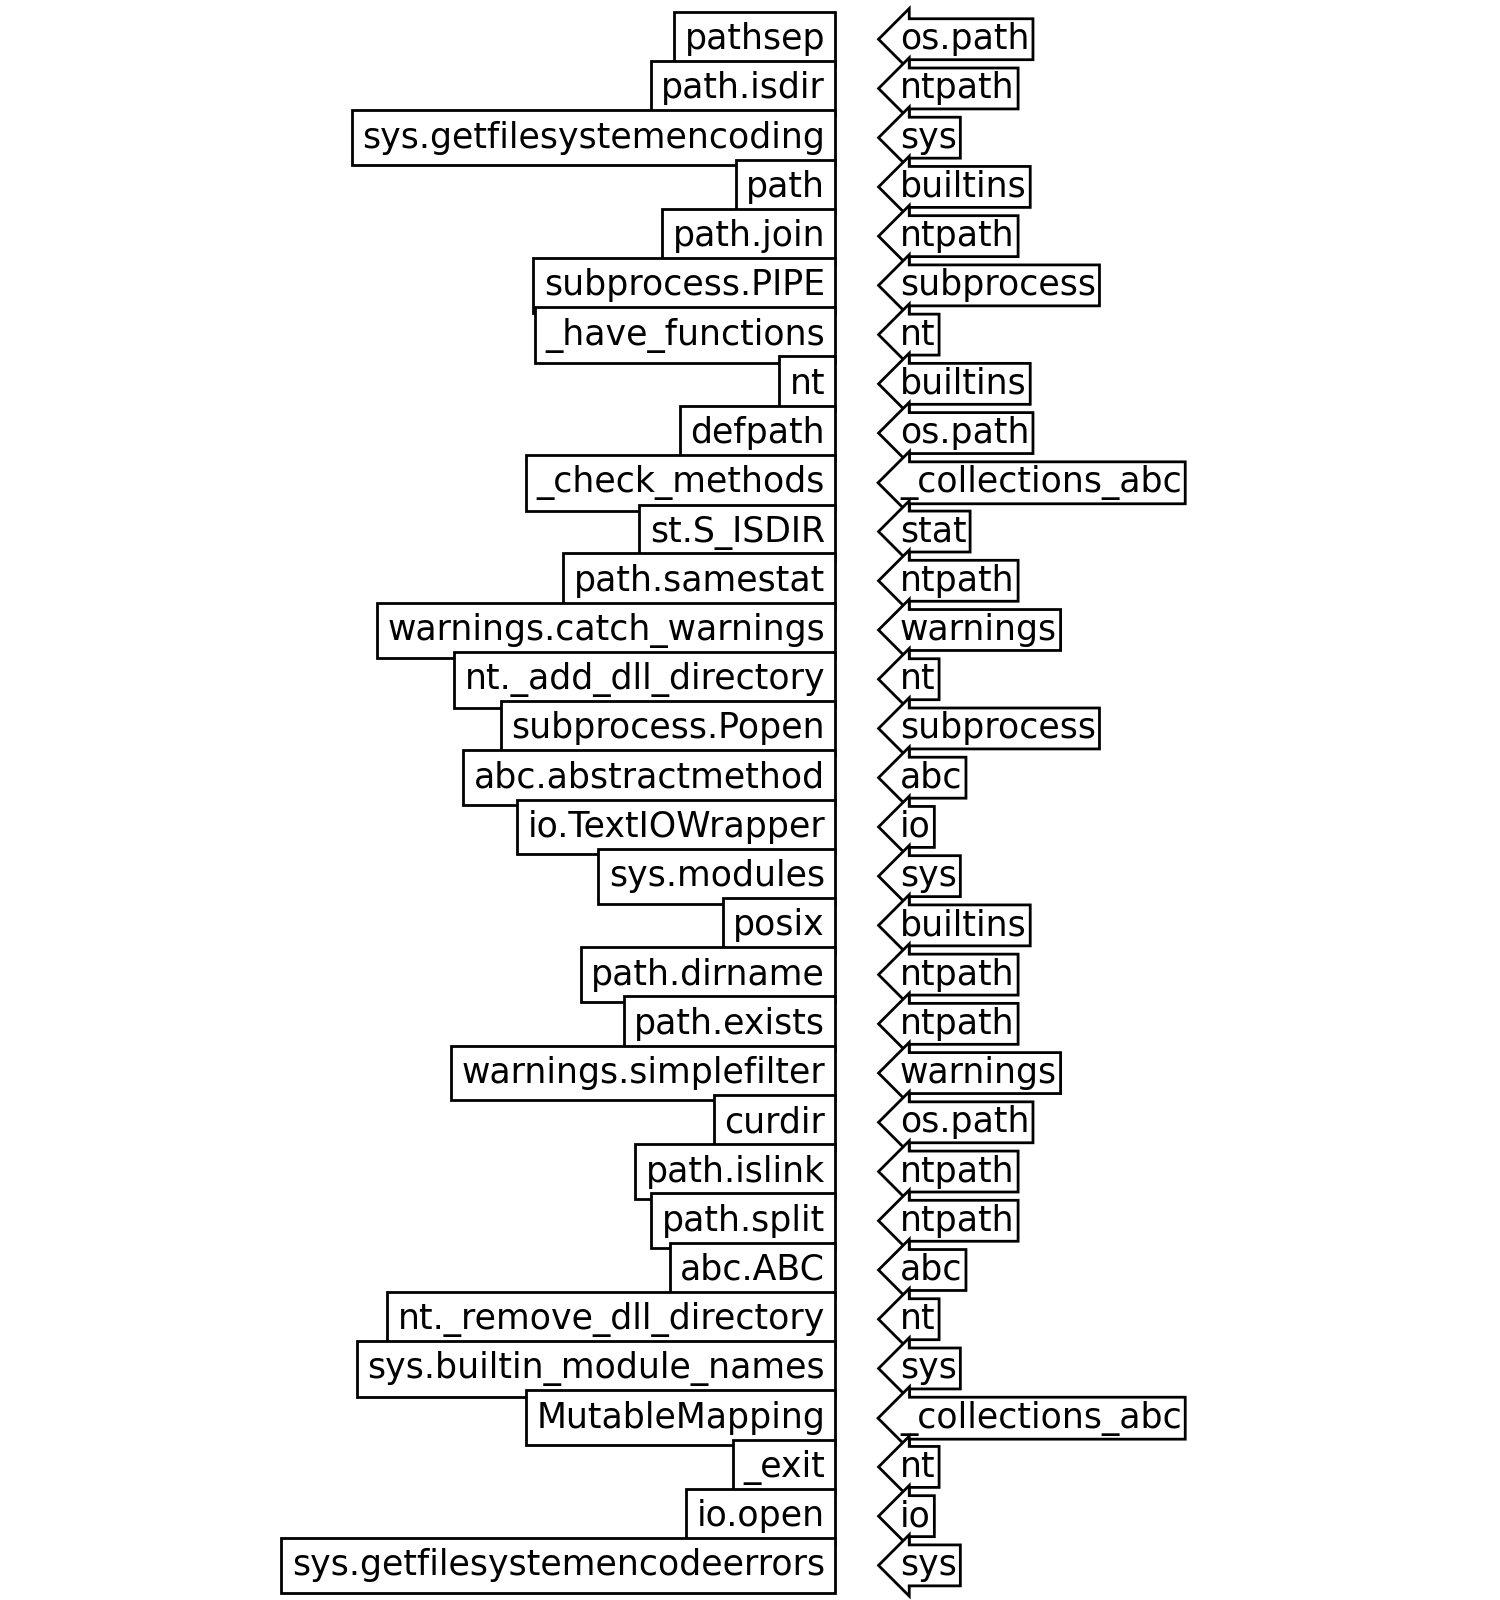 pathsep os.path
path.isdir ntpath
sys.getfilesystemencoding sys
path builtins
path.join ntpath
subprocess.PIPE subprocess
_have_functions nt
nt builtins
defpath os.path
_check_methods _collections_abc
st.S_ISDIR stat
path.samestat ntpath
warnings.catch_warnings warnings
nt._add_dll_directory nt
subprocess.Popen subprocess
abc.abstractmethod abc
io.TextIOWrapper io
sys.modules sys
posix builtins
path.dirname ntpath
path.exists ntpath
warnings.simplefilter warnings
curdir os.path
path.islink ntpath
path.split ntpath
abc.ABC abc
nt._remove_dll_directory nt
sys.builtin_module_names sys
MutableMapping _collections_abc
_exit nt
io.open io
sys.getfilesystemencodeerrors sys